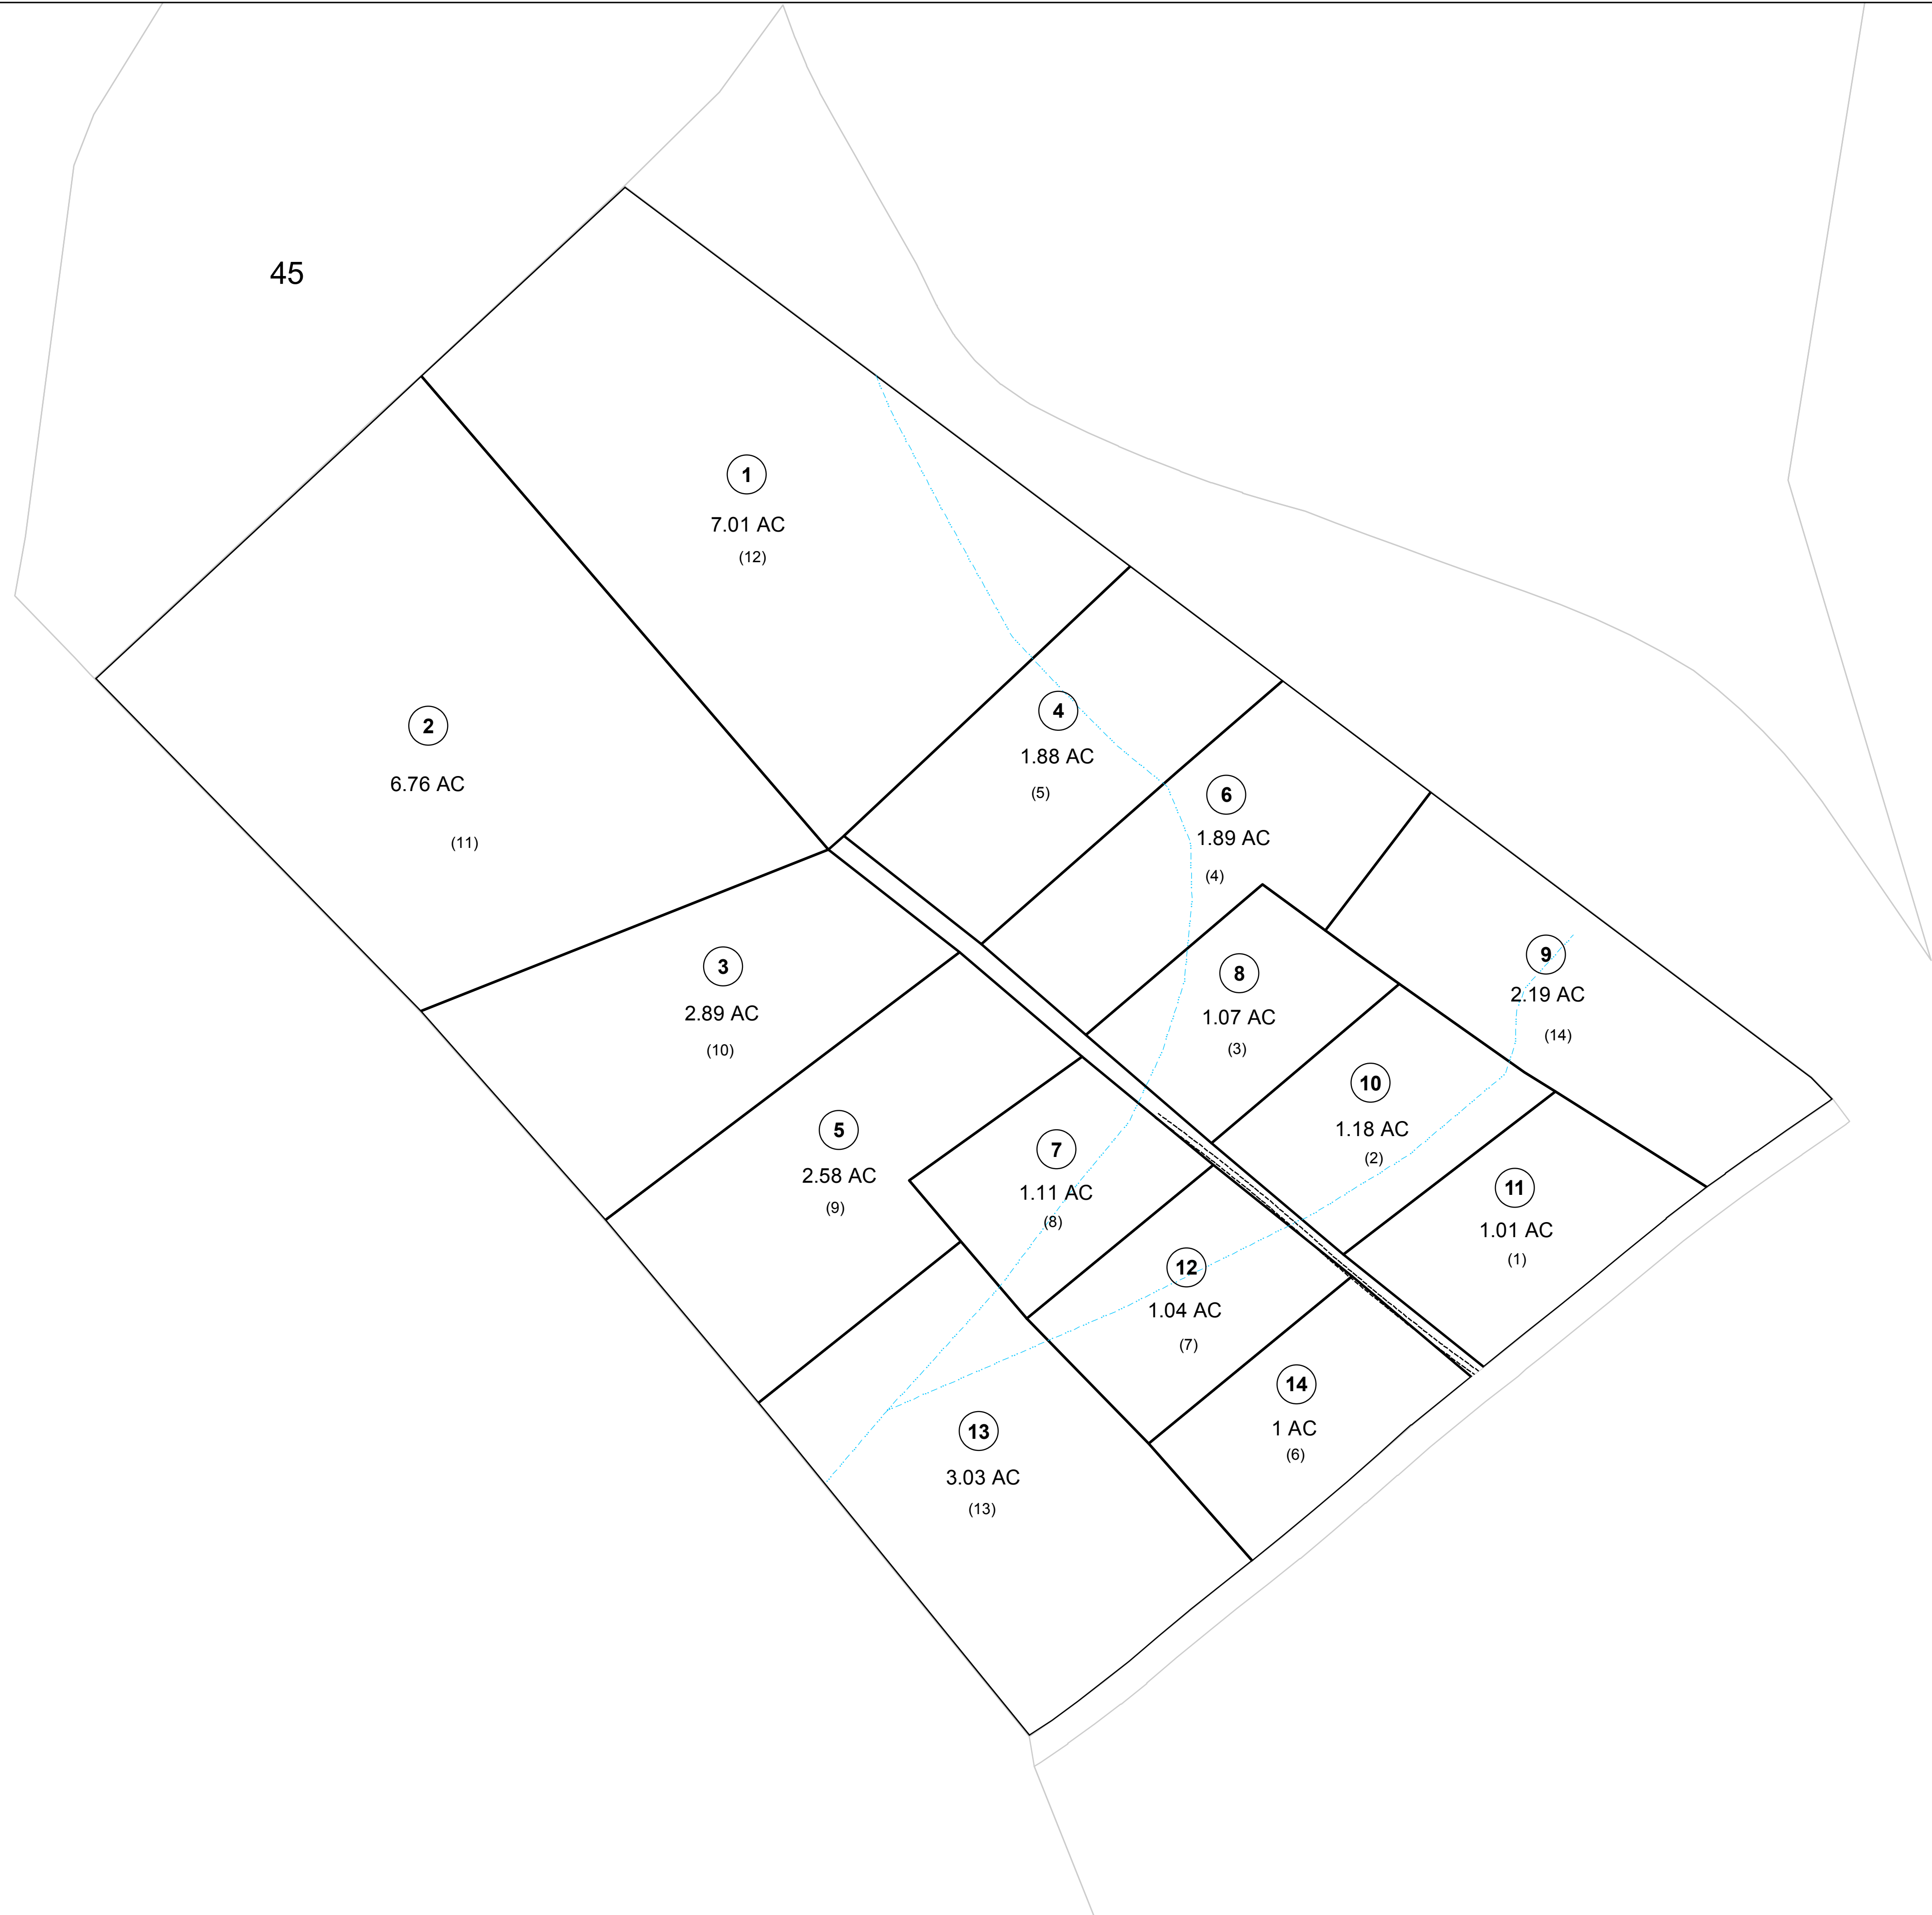 45
1
7.01 AC
(12)
2
6.76 AC
(11)
4
1.88 AC
(5)
6
1.89 AC
(4)
3
2.89 AC
(10)
8
1.07 AC
(3)
9
2.19 AC
(14)
5
2.58 AC
(9)
7
1.11 AC
(8)
10
1.18 AC
(2)
11
1.01 AC
(1)
12
1.04 AC
(7)
14
1 AC
(6)
13
3.03 AC
(13)